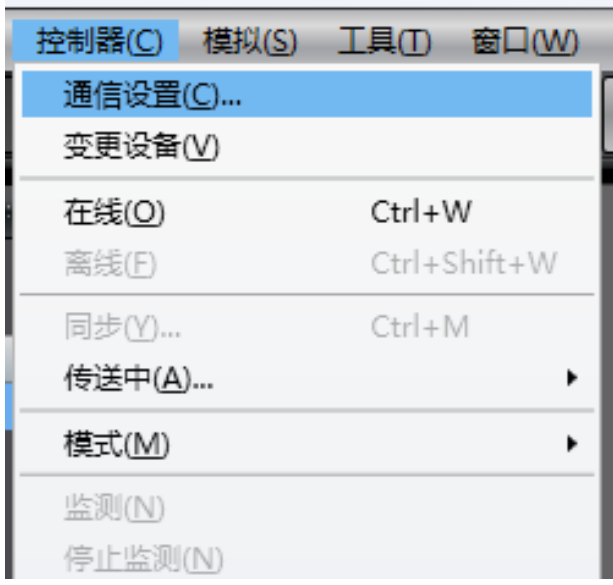 控制器(C) 模拟(S) 工具(T) 窗口(W)
通信设置(C)...
变更设备(V)
在线(O) Ctrl+W
离线(F) Ctrl+Shift+W
同步(Y)... Ctrl+M
传送中(A)...
模式(M)
监测(N)
停止监测(N)